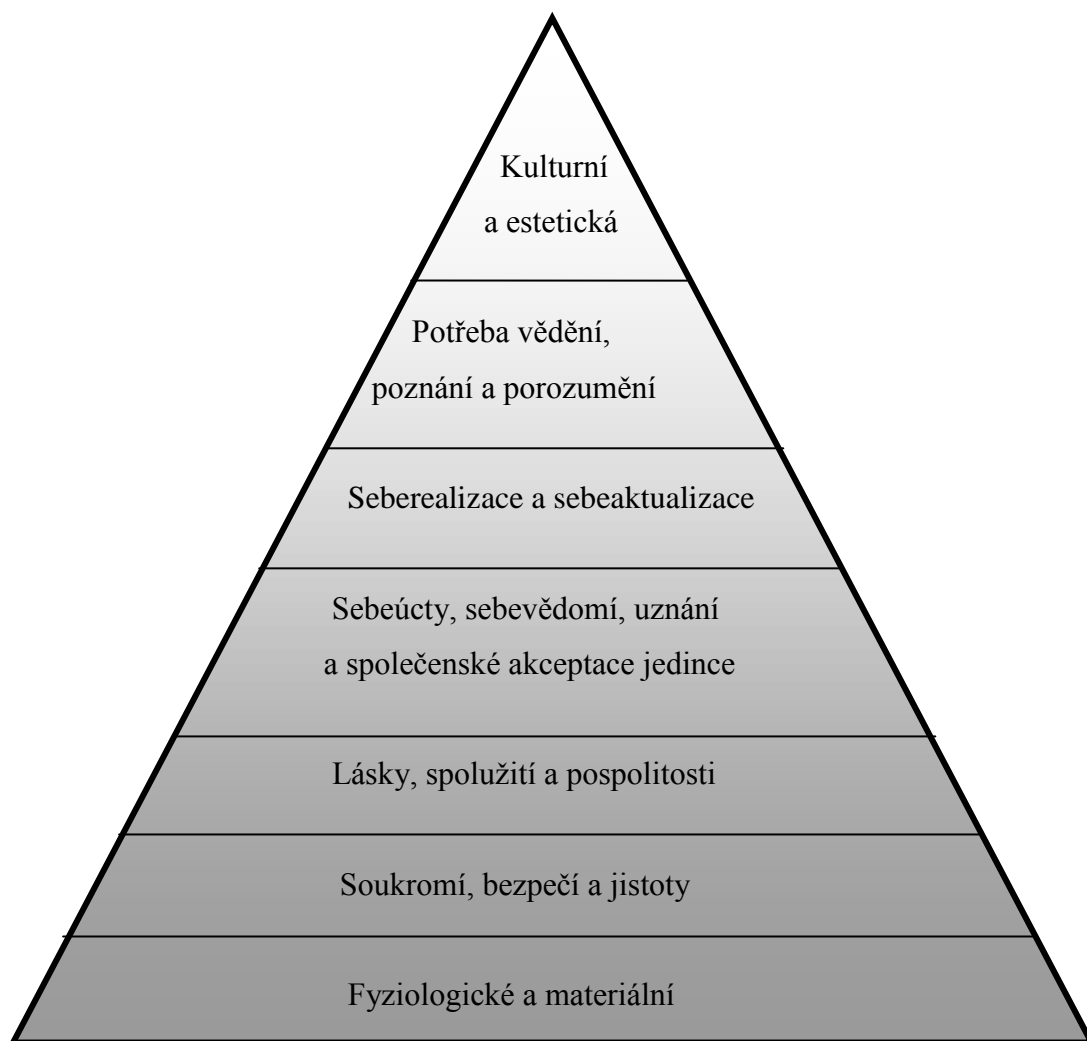 Kulturní
a estetická
Potřeba vědění,
poznání a porozumění
Seberealizace a sebeaktualizace
Sebeúcty, sebevědomí, uznání
a společenské akceptace jedince
Lásky, spolužití a pospolitosti
Soukromí, bezpečí a jistoty
Fyziologické a materiální